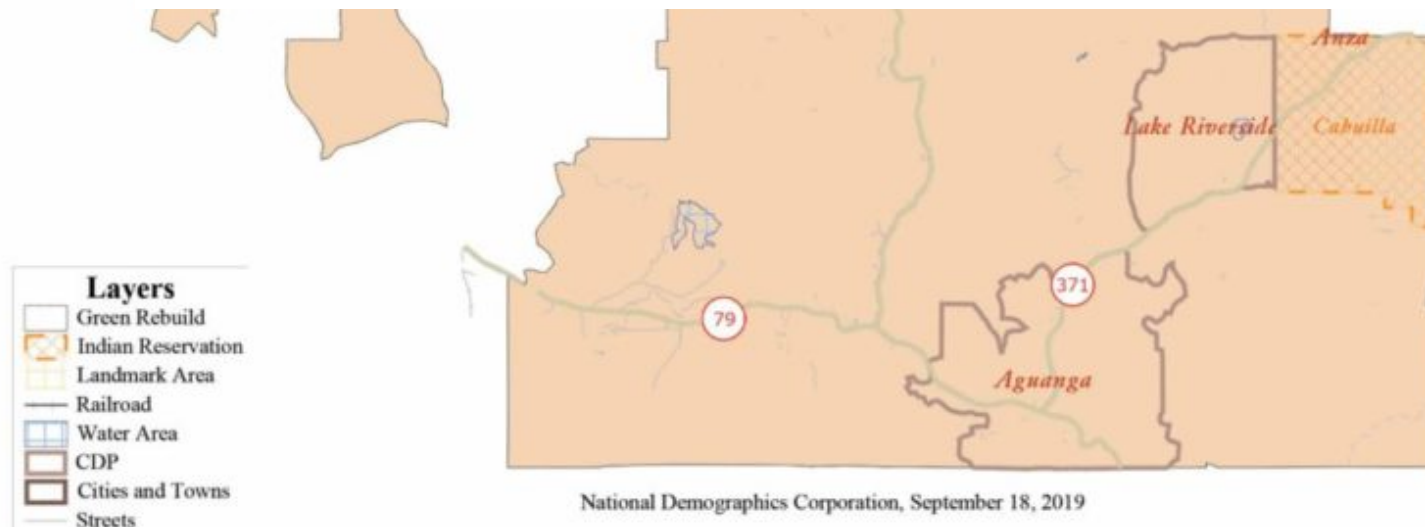 Anza
Lake Riverside
Cahuilla
371
79
Aguanga
Layers
Green Rebuild
Indian Reservation
Landmark Area
Railroad
Water Area
CDP
Cities and Towns
Streets
National Demographics Corporation, September 18, 2019